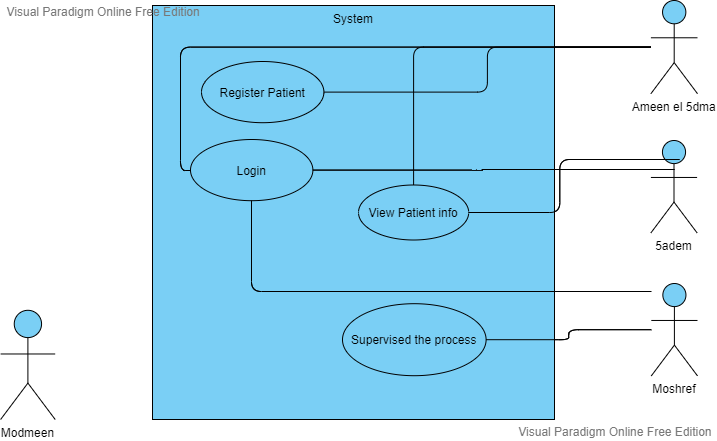 Visual Paradigm Online Free Edition
System
Register Patient
Ameen el 5dma
Login
View Patient info
5adem
Supervised the process
Moshref
Modmeen
Visual Paradigm Online Free Edition